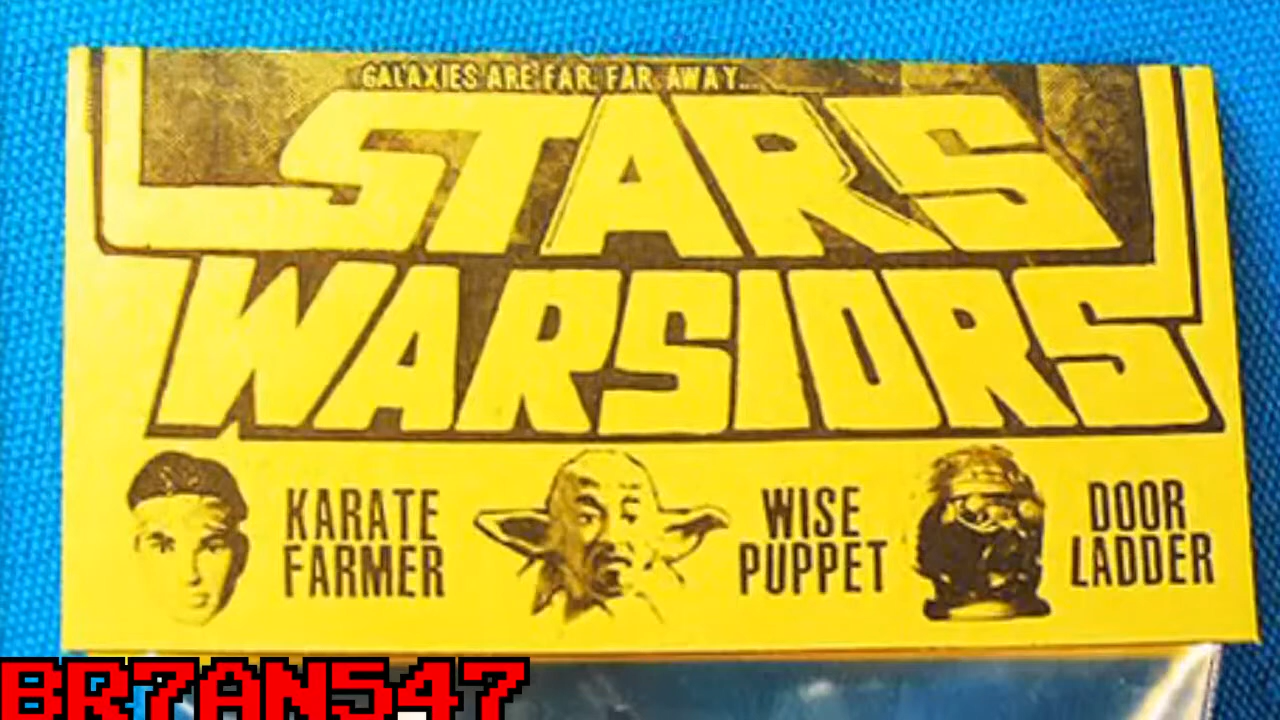 GALAXIES ARE FAR, FAR, AWAY...
STARS
WARSIORS
KARATE
FARMER
WISE
PUPPET
DOOR
LADDER
BR7AN547